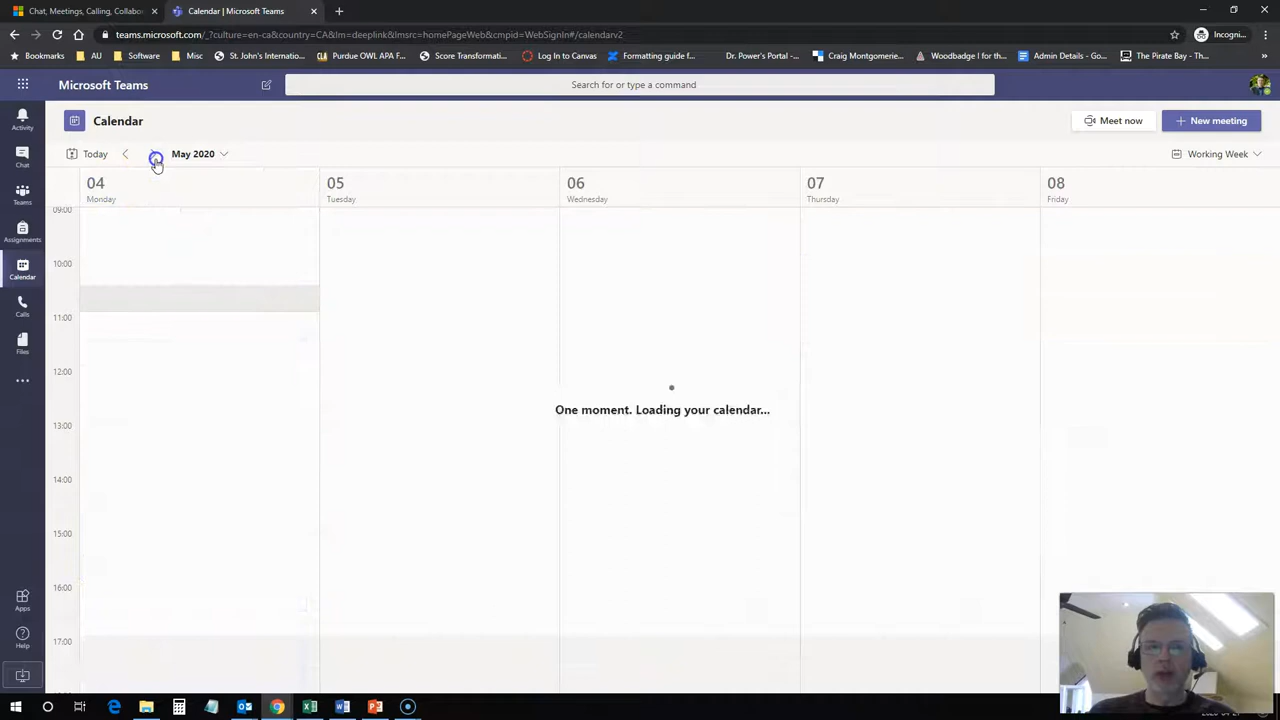 Chat, Meetings, Calling, Collabo
Calendar | Microsoft Teams
teams.microsoft.com/_?culture=en-ca&country=CA&lm=deeplink&lmsrc=homePageWeb&cmpid=WebSignIn#/calendarv2
Incogni...
Bookmarks
AU
Software
Misc
St. John's Internatio...
Purdue OWL APA F...
Score Transformatio...
Log In to Canvas
Formatting guide f...
Dr. Power's Portal -...
Craig Montgomerie...
Woodbadge I for th...
Admin Details - Go...
The Pirate Bay - Th...
Microsoft Teams
Search for or type a command
Activity
Chat
Teams
Assignments
Calendar
Calls
Files
Apps
Help
Calendar
Meet now
New meeting
Today
May 2020
Working Week
04
Monday
05
Tuesday
06
Wednesday
07
Thursday
08
Friday
09:00
10:00
11:00
12:00
13:00
14:00
15:00
16:00
17:00
One moment. Loading your calendar...